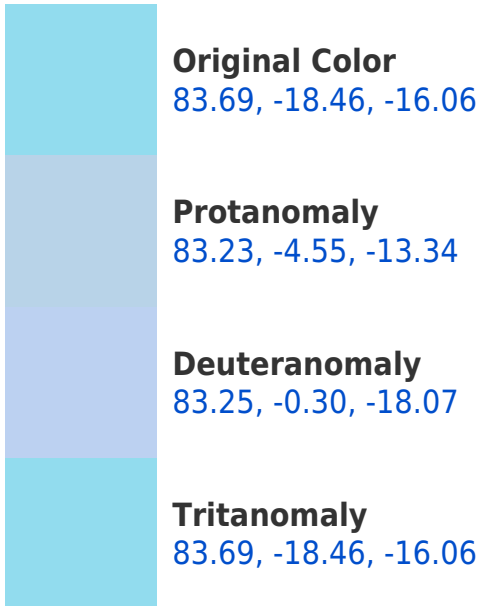 Original Color
83.69, -18.46, -16.06
Protanomaly
83.23, -4.55, -13.34
Deuteranomaly
83.25, -0.30, -18.07
Tritanomaly
83.69, -18.46, -16.06